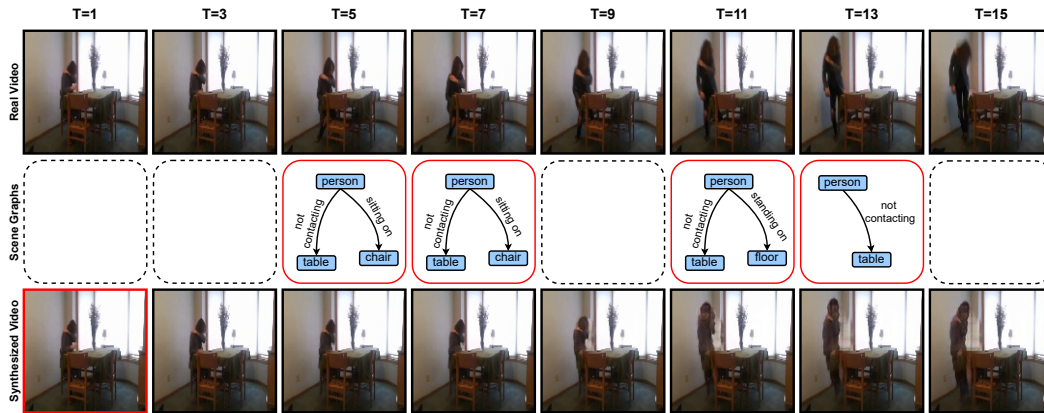 T=1 T=3 T=5 T=7 T=9 T=11 T=13 T=15
Real Video
Scene Graphs
person
not contacting
sitting on
table
chair
person
not contacting
sitting on
table
chair
person
not contacting
standing on
table
floor
person
not
contacting
table
Synthesized Video